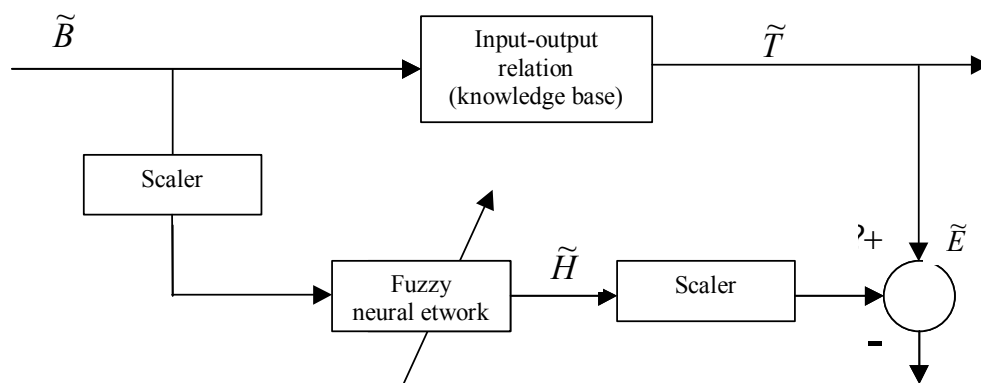 B̃
Input-output
relation
(knowledge base)
T̃
Scaler
Fuzzy
neural etwork
H̃
Scaler
+
Ẽ
-